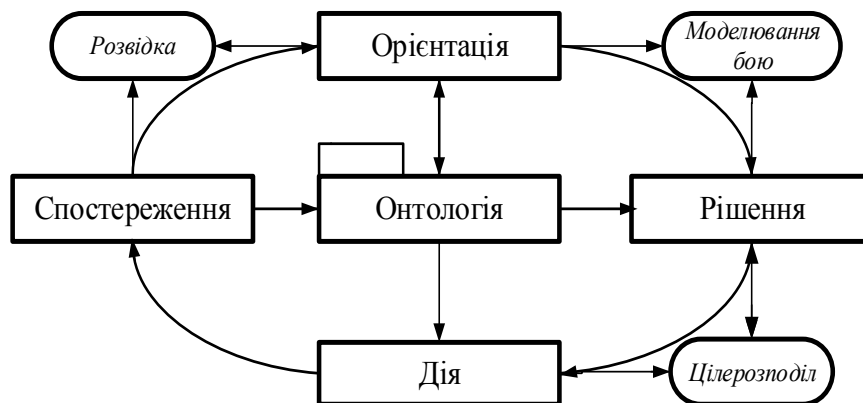 Розвідка
Орієнтація
Моделювання
бою
Спостереження
Онтологія
Рішення
Дія
Цілерозподіл